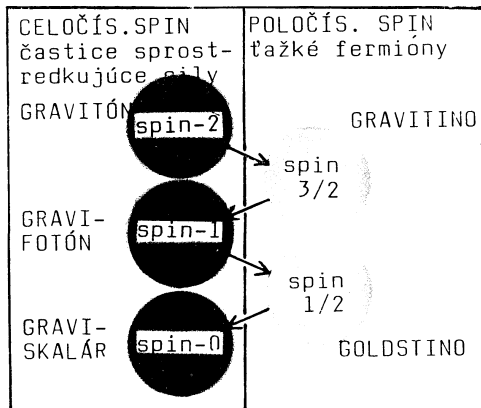 CELOČÍS.SPIN
častice sprost-
redkujúce sily
POLOČÍS. SPIN
ťažké fermióny
GRAVITÓN
spin-2
GRAVITINO
spin
3/2
GRAVI-
FOTÓN
spin-1
spin
1/2
GRAVI-
SKALÁR
spin-0
GOLDSTINO